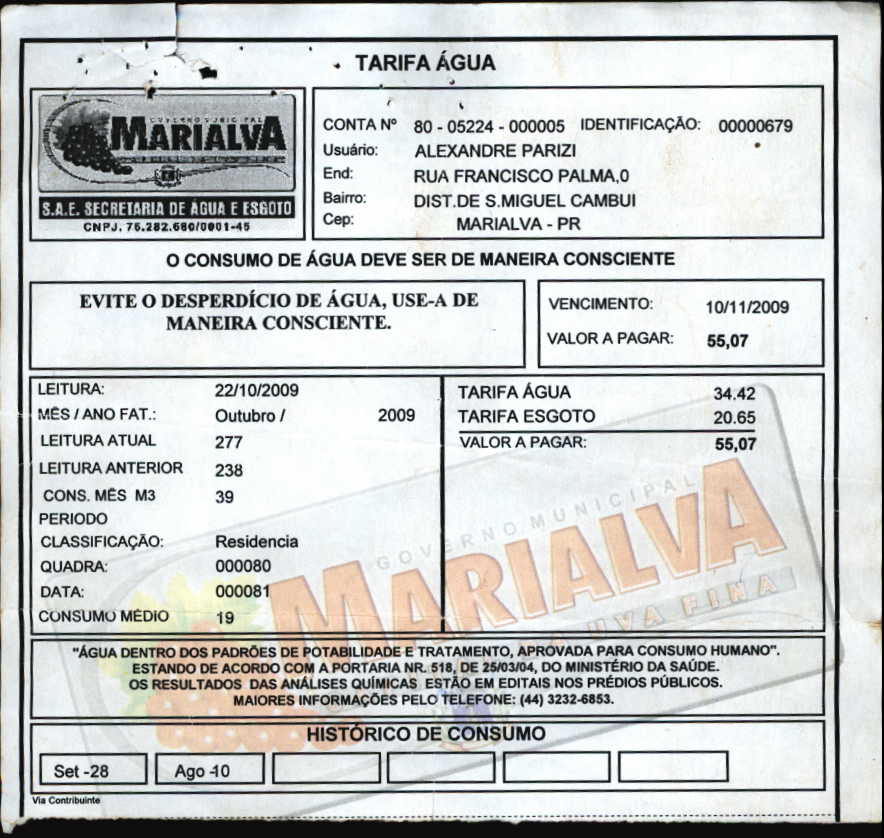 TARIFA ÁGUA
GOVERNO MUNICIPAL
MARIALVA
S.A.E. SECRETARIA DE ÁGUA E ESGOTO
CNPJ. 76.282.680/0001-45
CONTA Nº 80 - 05224 - 000005 IDENTIFICAÇÃO: 00000679
Usuário: ALEXANDRE PARIZI
End: RUA FRANCISCO PALMA,0
Bairro: DIST.DE S.MIGUEL CAMBUI
Cep: MARIALVA - PR
O CONSUMO DE ÁGUA DEVE SER DE MANEIRA CONSCIENTE
EVITE O DESPERDÍCIO DE ÁGUA, USE-A DE
MANEIRA CONSCIENTE.
VENCIMENTO: 10/11/2009
VALOR A PAGAR: 55,07
LEITURA: 22/10/2009
MÊS / ANO FAT.: Outubro / 2009
LEITURA ATUAL 277
LEITURA ANTERIOR 238
CONS. MÊS M3 39
PERIODO
CLASSIFICAÇÃO: Residencia
QUADRA: 000080
DATA: 000081
CONSUMO MÉDIO 19
TARIFA ÁGUA 34.42
TARIFA ESGOTO 20.65
VALOR A PAGAR: 55,07
GOVERNO MUNICIPAL
MARIALVA
UVA FINA
"ÁGUA DENTRO DOS PADRÕES DE POTABILIDADE E TRATAMENTO, APROVADA PARA CONSUMO HUMANO".
ESTANDO DE ACORDO COM A PORTARIA NR. 518, DE 25/03/04, DO MINISTÉRIO DA SAÚDE.
OS RESULTADOS DAS ANÁLISES QUÍMICAS ESTÃO EM EDITAIS NOS PRÉDIOS PÚBLICOS.
MAIORES INFORMAÇÕES PELO TELEFONE: (44) 3232-6853.
HISTÓRICO DE CONSUMO
Set -28 Ago -10
Via Contribuinte